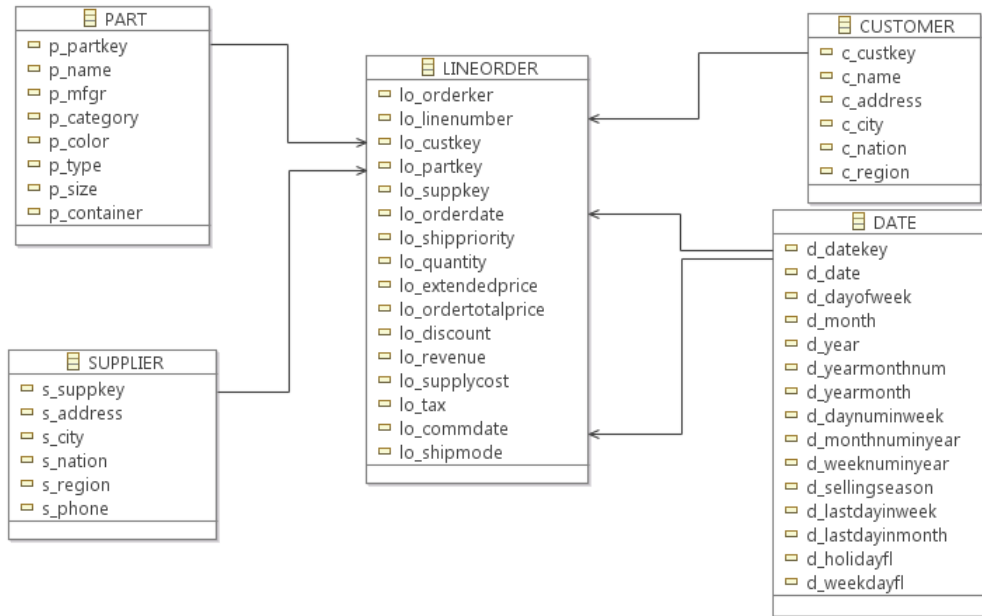 PART
p_partkey
p_name
p_mfgr
p_category
p_color
p_type
p_size
p_container
LINEORDER
lo_orderker
lo_linenumber
lo_custkey
lo_partkey
lo_suppkey
lo_orderdate
lo_shippriority
lo_quantity
lo_extendedprice
lo_ordertotalprice
lo_discount
lo_revenue
lo_supplycost
lo_tax
lo_commdate
lo_shipmode
CUSTOMER
c_custkey
c_name
c_address
c_city
c_nation
c_region
SUPPLIER
s_suppkey
s_address
s_city
s_nation
s_region
s_phone
DATE
d_datekey
d_date
d_dayofweek
d_month
d_year
d_yearmonthnum
d_yearmonth
d_daynuminweek
d_monthnuminyear
d_weeknuminyear
d_sellingseason
d_lastdayinweek
d_lastdayinmonth
d_holidayfl
d_weekdayfl